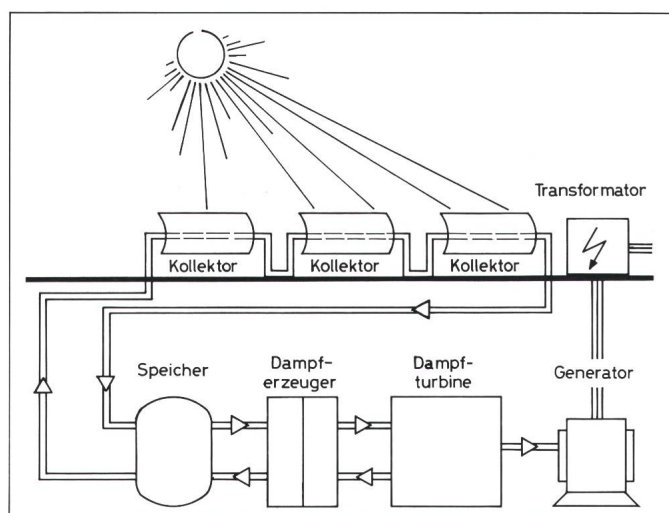 Transformator
Kollektor Kollektor Kollektor
Speicher
Dampf-
erzeuger
Dampf-
turbine
Generator